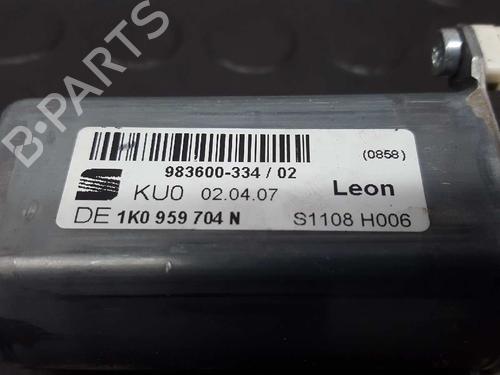 B-PARTS
983600-334 / 02
(0858)
KU0 02.04.07 Leon
DE 1K0 959 704 N S1108 H006